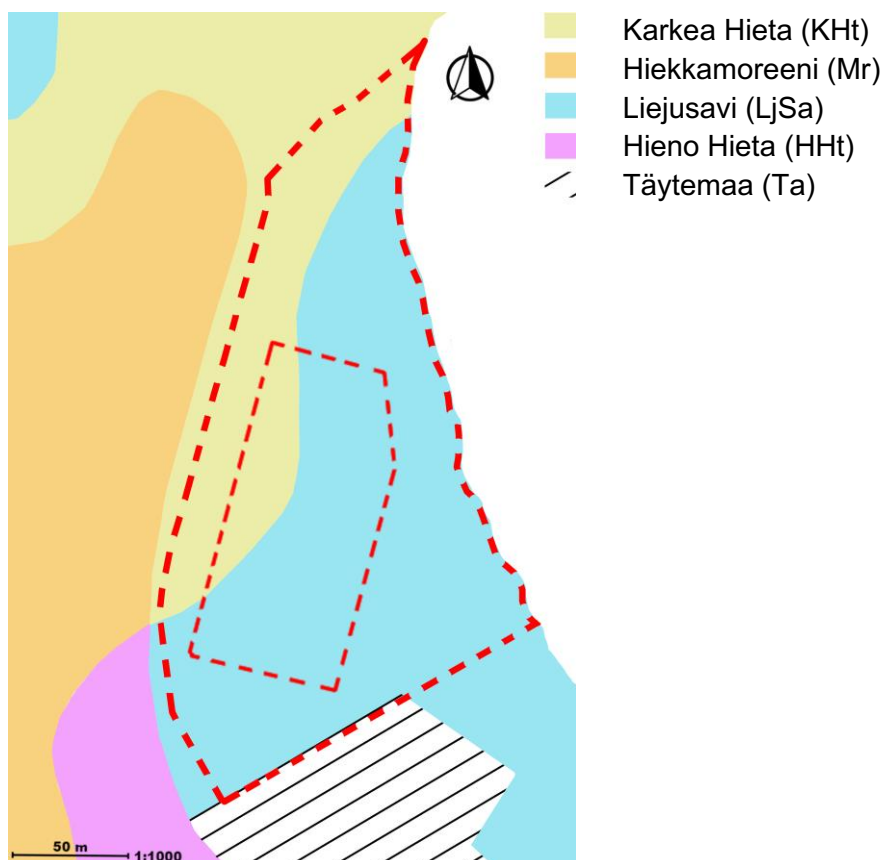 Karkea Hieta (KHt)
Hiekkamoreeni (Mr)
Liejusavi (LjSa)
Hieno Hieta (HHt)
Täytemaa (Ta)
50 m 1:1000